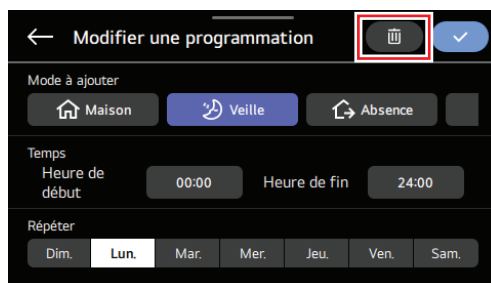 Modifier une programmation
Mode à ajouter
Maison Veille Absence
Temps
Heure de début 00:00 Heure de fin 24:00
Répéter
Dim. Lun. Mar. Mer. Jeu. Ven. Sam.